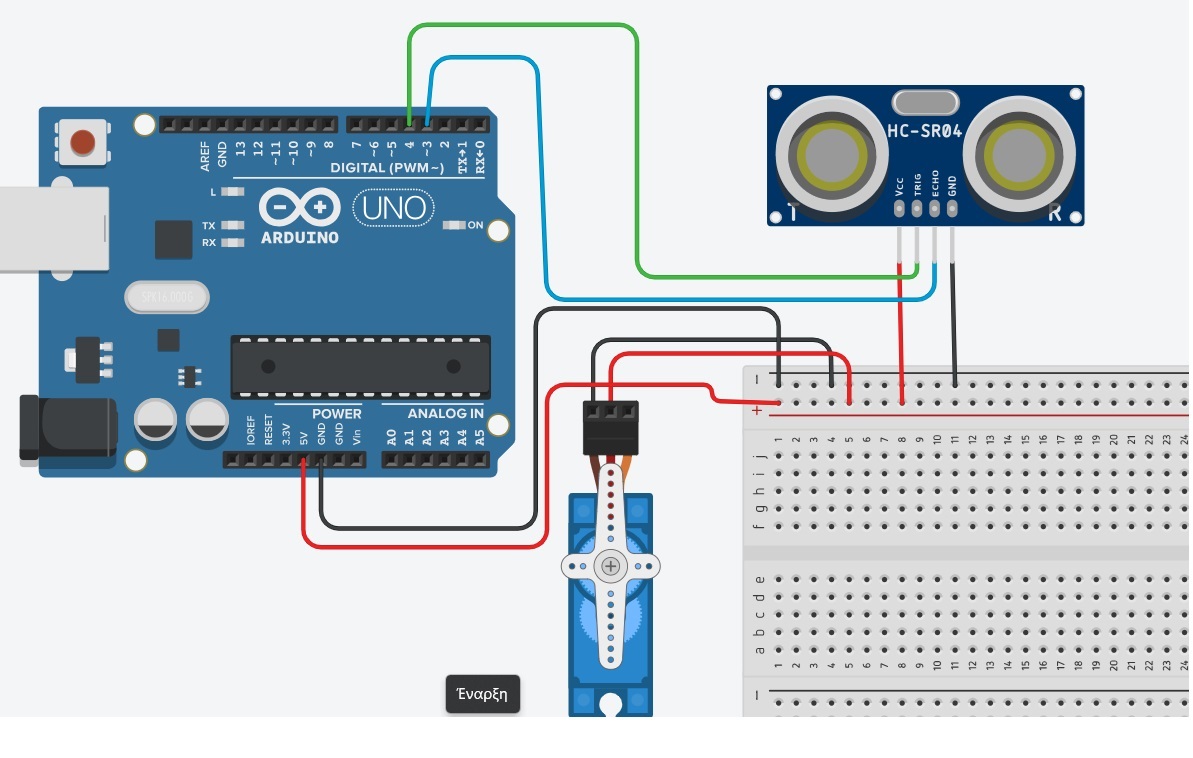 HC-SR04
VCC
TRIG
ECHO
GND
T
R
AREF
GND
13
12
~11
~10
~9
8
7
~6
~5
4
~3
2
TX→1
RX←0
DIGITAL (PWM~)
L
TX
RX
ARDUINO
UNO
ON
SPK16.000G
POWER
ANALOG IN
IOREF
RESET
3.3V
5V
GND
GND
Vin
A0
A1
A2
A3
A4
A5
− +
1 2 3 4 5 6 7 8 9 10 11 12 13 14 15 16 17 18 19 20 21 22 23 24
j
i
h
g
f
e
d
c
b
a
1 2 3 4 5 6 7 8 9 10 11 12 13 14 15 16 17 18 19 20 21 22 23 24
−
Έναρξη